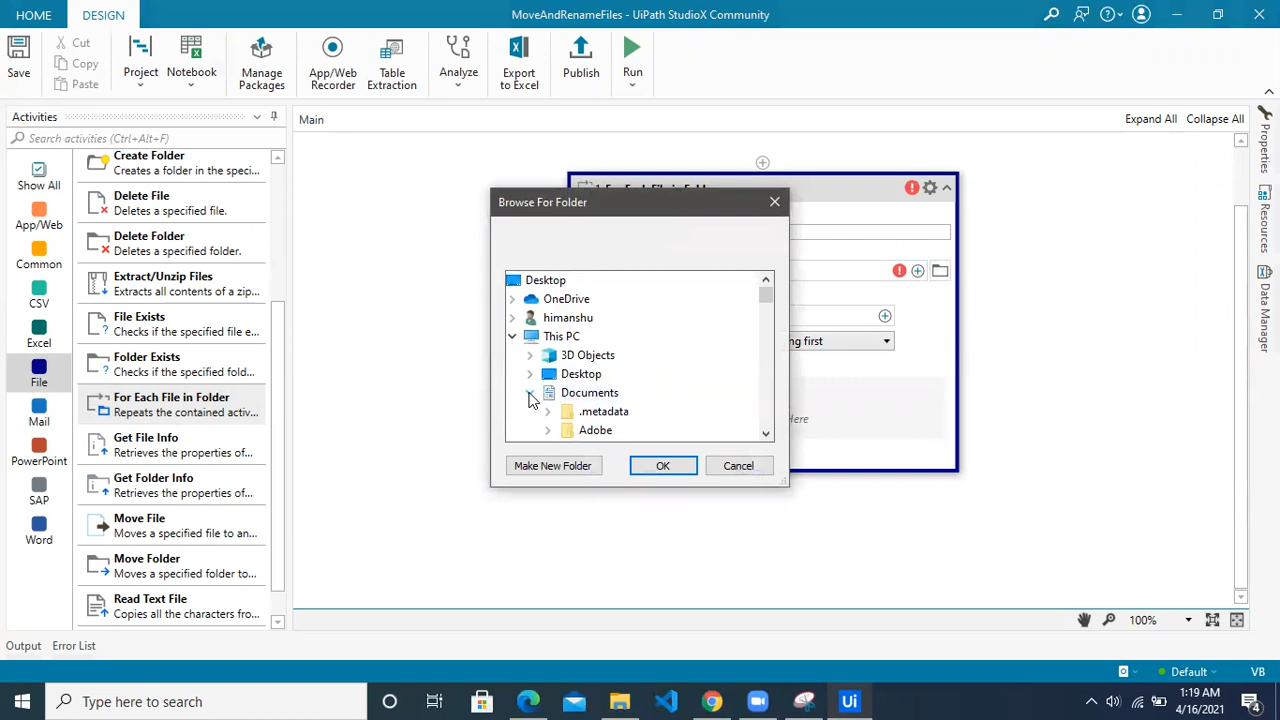 HOME
DESIGN
MoveAndRenameFiles - UiPath StudioX Community
Save
Cut
Copy
Paste
Project
Notebook
Manage
Packages
App/Web
Recorder
Table
Extraction
Analyze
Export
to Excel
Publish
Run
Activities
Search activities (Ctrl+Alt+F)
Show All
App/Web
Common
CSV
Excel
File
Mail
PowerPoint
SAP
Word
Create Folder
Creates a folder in the speci...
Delete File
Deletes a specified file.
Delete Folder
Deletes a specified folder.
Extract/Unzip Files
Extracts all contents of a zip...
File Exists
Checks if the specified file e...
Folder Exists
Checks if the specified fold...
For Each File in Folder
Repeats the contained activ...
Get File Info
Retrieves the properties of...
Get Folder Info
Retrieves the properties of...
Move File
Moves a specified file to an...
Move Folder
Moves a specified folder to...
Read Text File
Copies all the characters fro...
Main
Expand All
Collapse All
Browse For Folder
Desktop
OneDrive
himanshu
This PC
3D Objects
Desktop
Documents
.metadata
Adobe
Make New Folder
OK
Cancel
ng first
Here
Properties
Resources
Data Manager
100%
Output
Error List
Default
VB
Type here to search
Ui
1:19 AM
4/16/2021
4